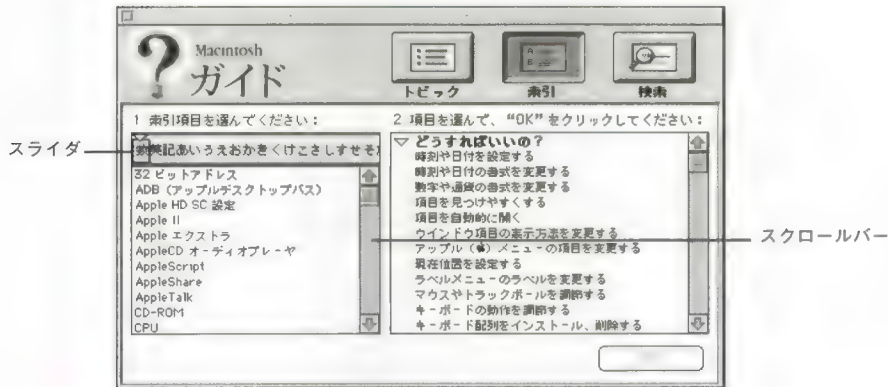 Macintosh
ガイド
トピック
索引
検索
1 索引項目を選んでください：
2 項目を選んで、“OK”をクリックしてください：
スライダ
数英記あいうえおかきくけこさしすせそ
32 ビットアドレス
ADB（アップルデスクトップバス）
Apple HD SC 設定
Apple II
Apple エクストラ
AppleCD オーディオプレーヤ
AppleScript
AppleShare
AppleTalk
CD-ROM
CPU
どうすればいいの？
時刻や日付を設定する
時刻や日付の書式を変更する
数字や通貨の書式を変更する
項目を見つけやすくする
項目を自動的に開く
ウインドウ項目の表示方法を変更する
アップル（）メニューの項目を変更する
現在位置を設定する
ラベルメニューのラベルを変更する
マウスやトラックボールを調節する
キーボードの動作を調節する
キーボード配列をインストール、削除する
スクロールバー